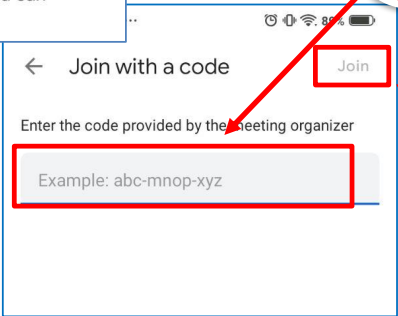 Join with a code
Join
Enter the code provided by the meeting organizer
Example: abc-mnop-xyz